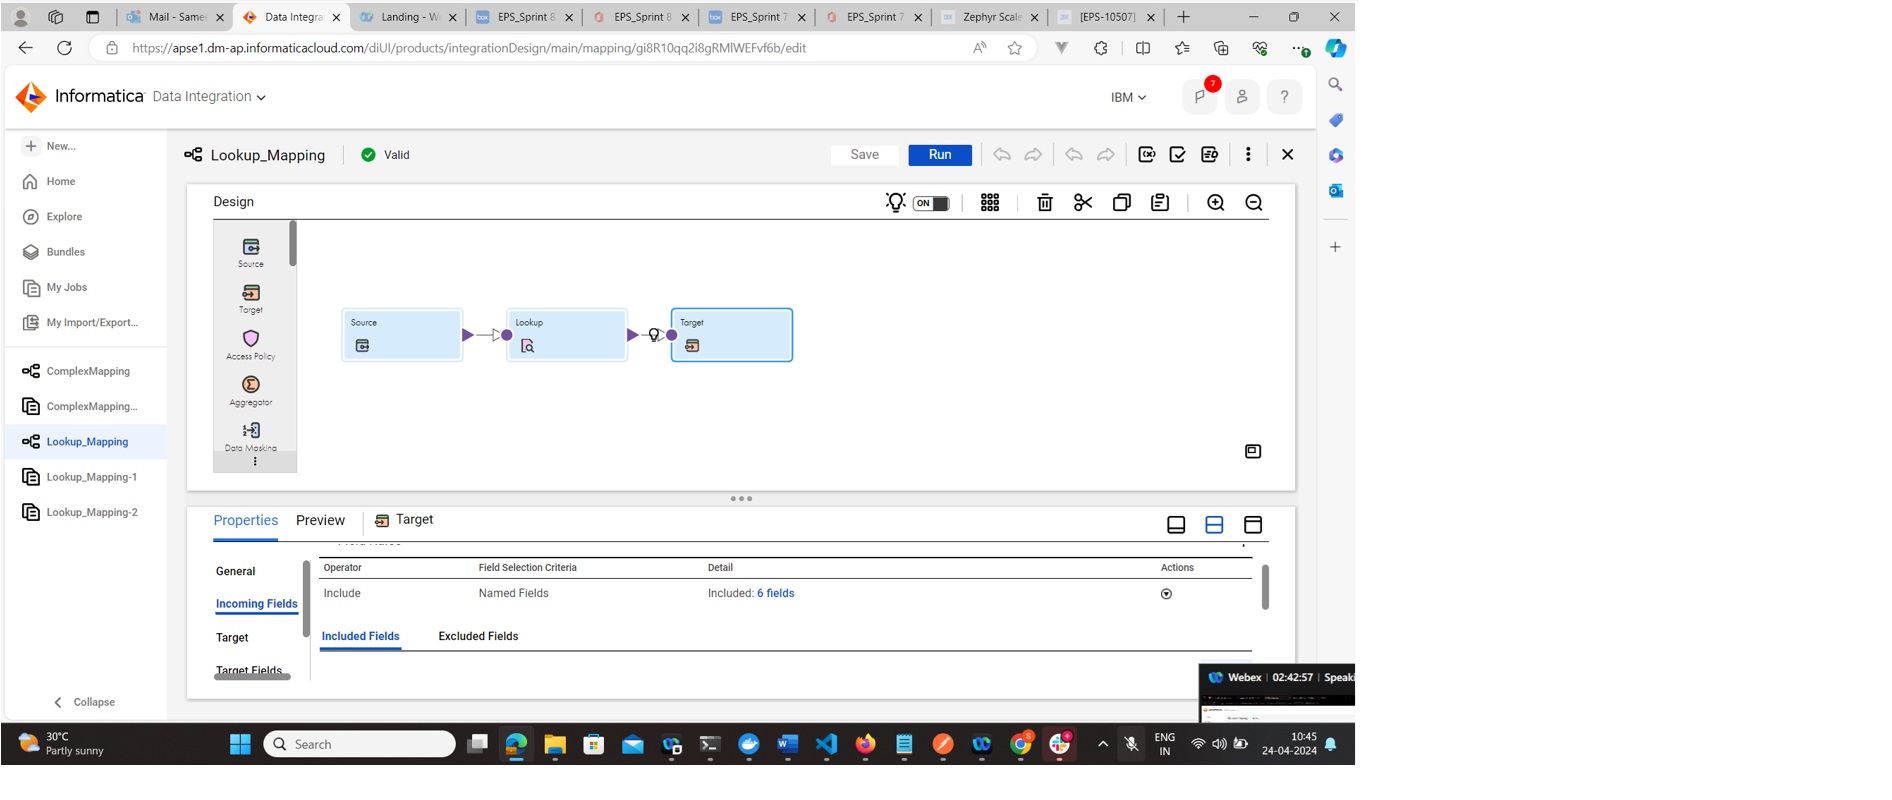 Mail - Samee
Data Integra
Landing - W
EPS_Sprint 8
EPS_Sprint 8
EPS_Sprint 7
EPS_Sprint 7
Zephyr Scale
[EPS-10507]
https://apse1.dm-ap.informaticacloud.com/diUI/products/integrationDesign/main/mapping/gi8R10qq2i8gRMlWEFvf6b/edit
Informatica Data Integration
IBM
7
?
New...
Home
Explore
Bundles
My Jobs
My Import/Export...
ComplexMapping
ComplexMapping...
Lookup_Mapping
Lookup_Mapping-1
Lookup_Mapping-2
Collapse
Lookup_Mapping
Valid
Save
Run
Design
ON
Source
Target
Access Policy
Aggregator
Data Masking
Source
Lookup
Target
Properties
Preview
Target
General
Incoming Fields
Target
Target Fields
Operator Field Selection Criteria Detail Actions
Include Named Fields Included: 6 fields
Included Fields
Excluded Fields
Webex | 02:42:57 | Speaki
30°C
Partly sunny
Search
ENG
IN
10:45
24-04-2024